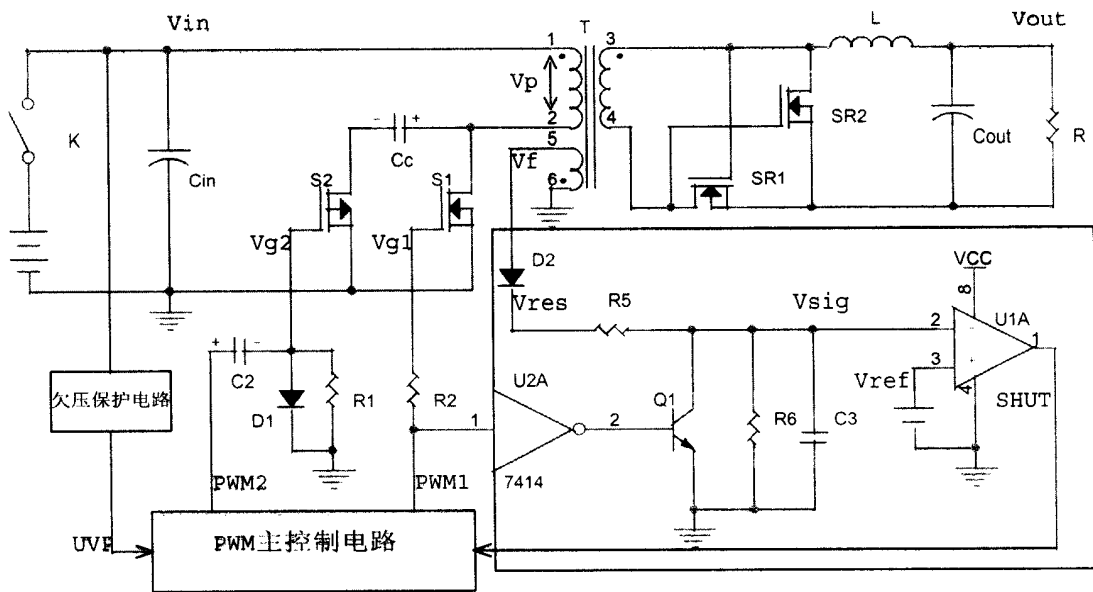 Vin
T
L
Vout
1
3
Vp
2
4
K
Cin
Cc
5
Vf
6
SR2
SR1
Cout
R
S2
S1
Vg2
Vg1
D2
Vres
R5
Vsig
VCC
8
U1A
2
1
3
4
Vref
SHUT
C2
D1
R1
R2
U2A
1
2
7414
Q1
R6
C3
欠压保护电路
PWM2
PWM1
UVP
PWM主控制电路
+
-
-
+
-
+